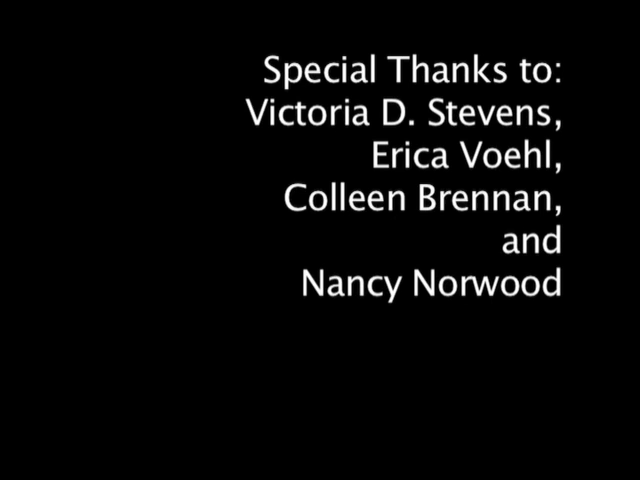 Special Thanks to:
Victoria D. Stevens,
Erica Voehl,
Colleen Brennan,
and
Nancy Norwood